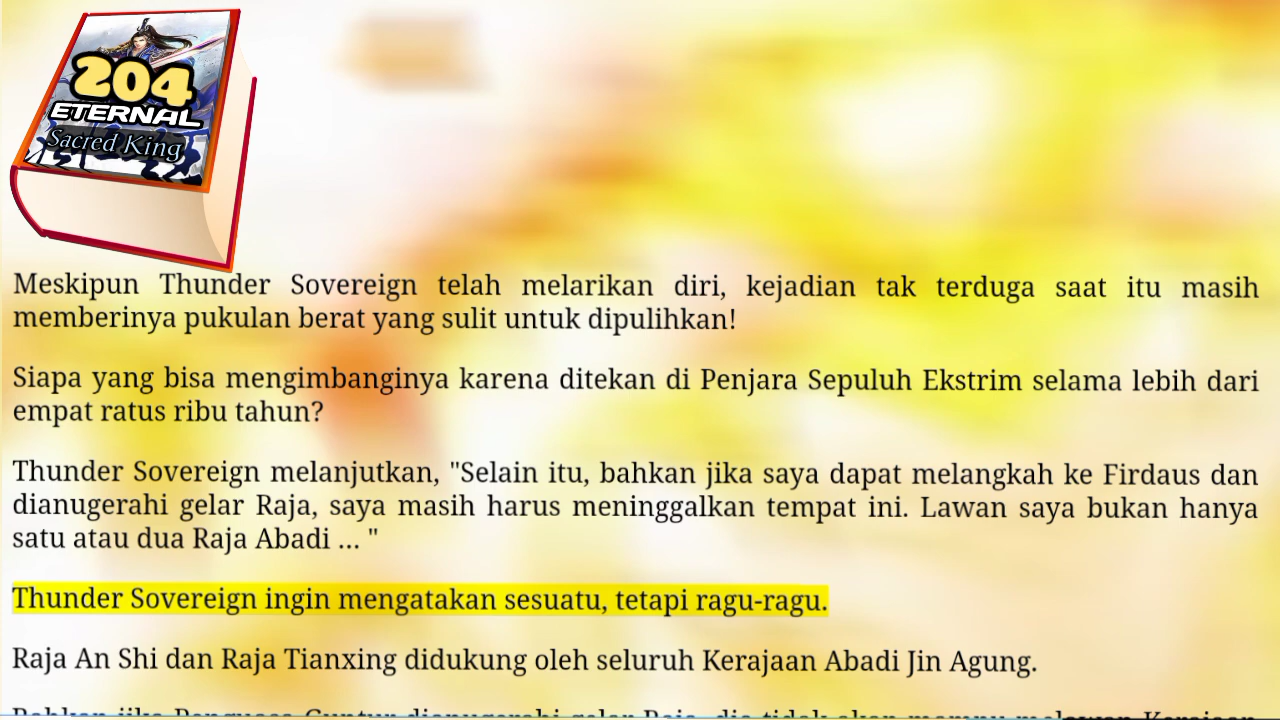 204
ETERNAL
Sacred King
Meskipun Thunder Sovereign telah melarikan diri, kejadian tak terduga saat itu masih
memberinya pukulan berat yang sulit untuk dipulihkan!
Siapa yang bisa mengimbanginya karena ditekan di Penjara Sepuluh Ekstrim selama lebih dari
empat ratus ribu tahun?
Thunder Sovereign melanjutkan, "Selain itu, bahkan jika saya dapat melangkah ke Firdaus dan
dianugerahi gelar Raja, saya masih harus meninggalkan tempat ini. Lawan saya bukan hanya
satu atau dua Raja Abadi ... "
Thunder Sovereign ingin mengatakan sesuatu, tetapi ragu-ragu.
Raja An Shi dan Raja Tianxing didukung oleh seluruh Kerajaan Abadi Jin Agung.